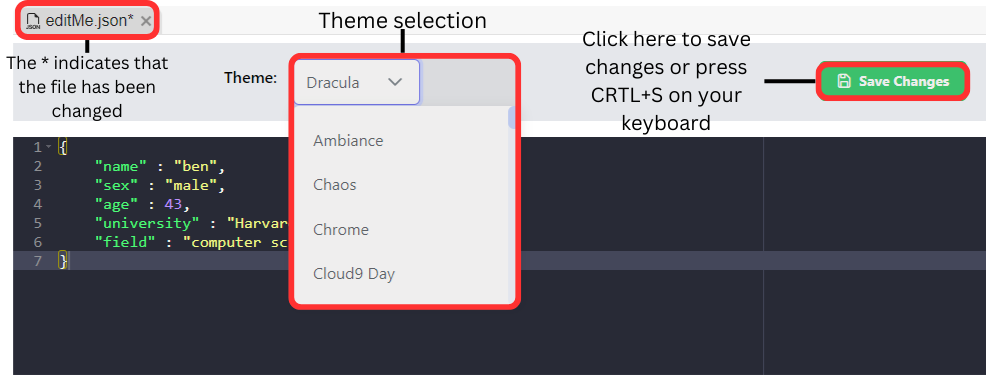 editMe.json*
JSON
Theme selection
The * indicates that
the file has been
changed
Theme:
Dracula
Ambiance
Chaos
Chrome
Cloud9 Day
Click here to save
changes or press
CRTL+S on your
keyboard
Save Changes
1 {
2 "name" : "ben",
3 "sex" : "male",
4 "age" : 43,
5 "university" : "Harvar
6 "field" : "computer sc
7 }